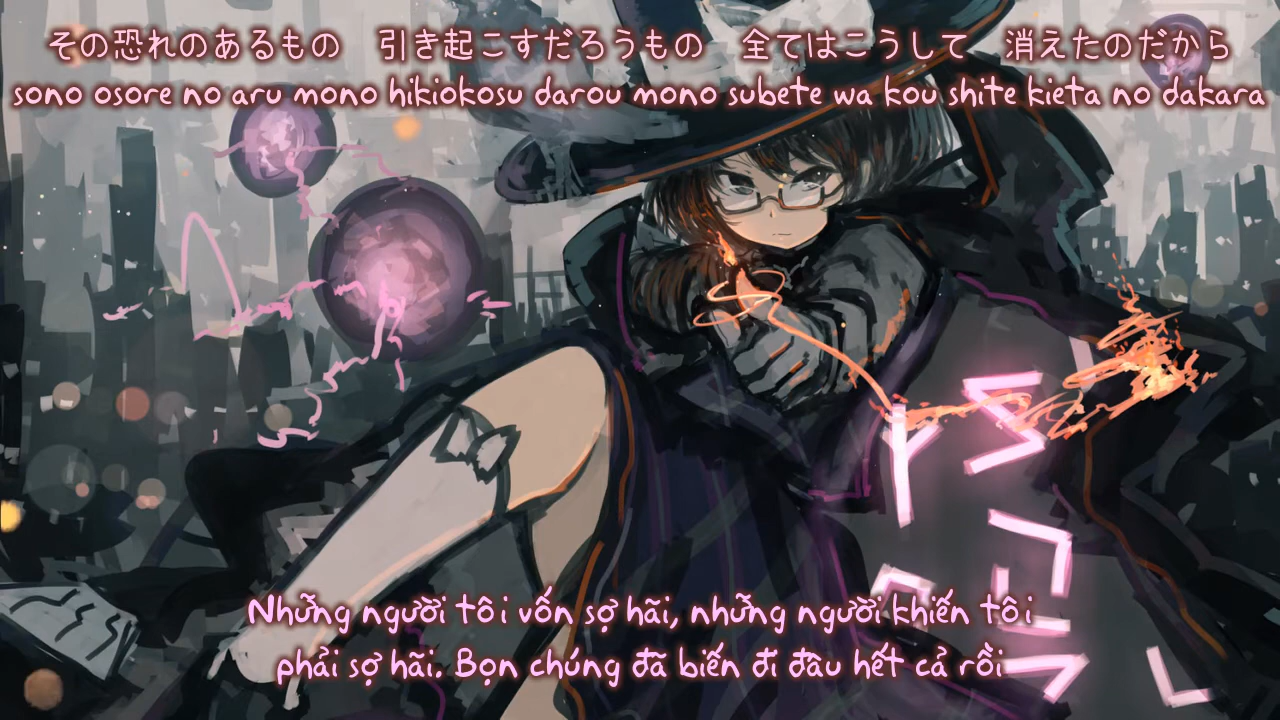 その恐れのあるもの　引き起こすだろうもの　全てはこうして　消えたのだから
sono osore no aru mono hikiokosu darou mono subete wa kou shite kieta no dakara
Những người tôi vốn sợ hãi, những người khiến tôi
phải sợ hãi. Bọn chúng đã biến đi đâu hết cả rồi